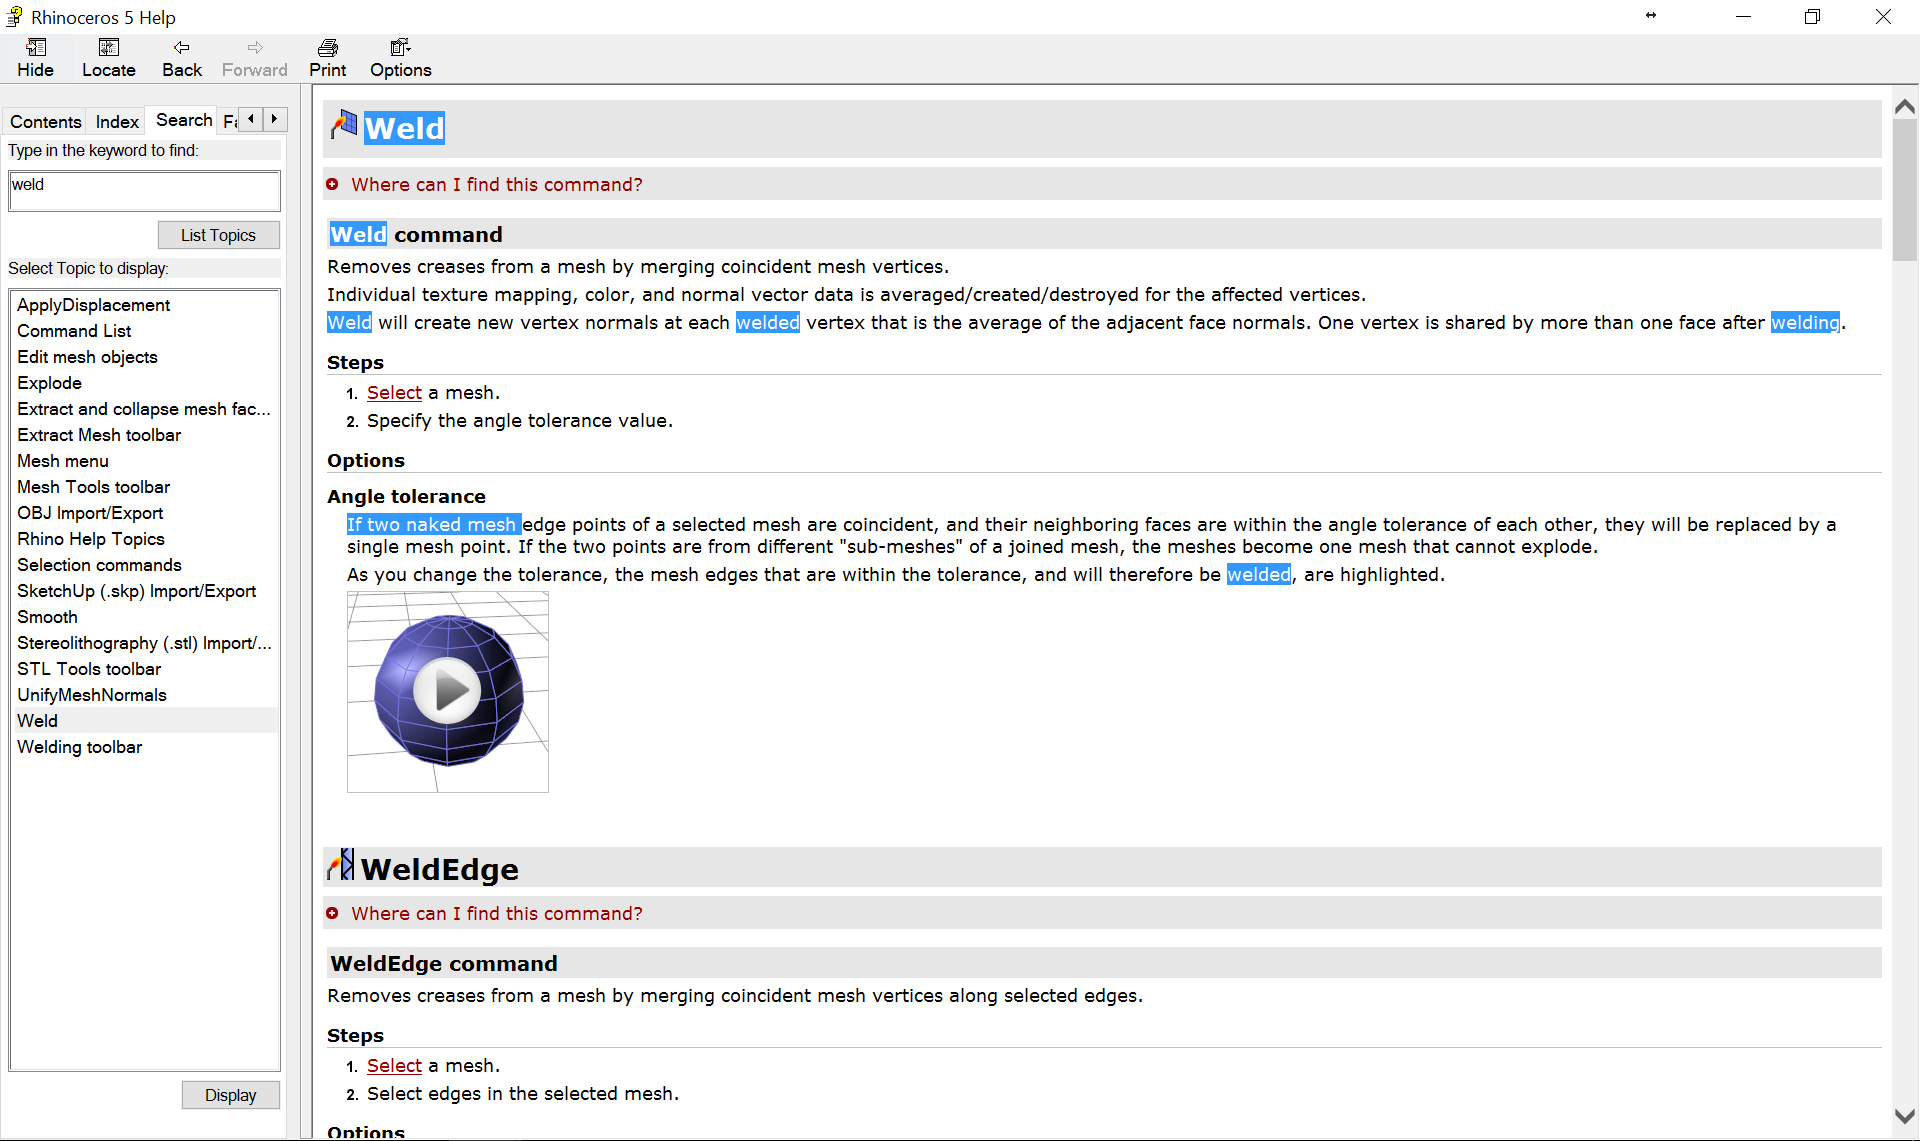 Rhinoceros 5 Help
Hide Locate Back Forward Print Options
Contents Index Search
Type in the keyword to find:
weld
List Topics
Select Topic to display:
ApplyDisplacement
Command List
Edit mesh objects
Explode
Extract and collapse mesh fac...
Extract Mesh toolbar
Mesh menu
Mesh Tools toolbar
OBJ Import/Export
Rhino Help Topics
Selection commands
SketchUp (.skp) Import/Export
Smooth
Stereolithography (.stl) Import/...
STL Tools toolbar
UnifyMeshNormals
Weld
Welding toolbar
Display
Weld
Where can I find this command?
Weld command
Removes creases from a mesh by merging coincident mesh vertices.
Individual texture mapping, color, and normal vector data is averaged/created/destroyed for the affected vertices.
Weld will create new vertex normals at each welded vertex that is the average of the adjacent face normals. One vertex is shared by more than one face after welding.
Steps
1. Select a mesh.
2. Specify the angle tolerance value.
Options
Angle tolerance
If two naked mesh edge points of a selected mesh are coincident, and their neighboring faces are within the angle tolerance of each other, they will be replaced by a
single mesh point. If the two points are from different "sub-meshes" of a joined mesh, the meshes become one mesh that cannot explode.
As you change the tolerance, the mesh edges that are within the tolerance, and will therefore be welded, are highlighted.
WeldEdge
Where can I find this command?
WeldEdge command
Removes creases from a mesh by merging coincident mesh vertices along selected edges.
Steps
1. Select a mesh.
2. Select edges in the selected mesh.
Options